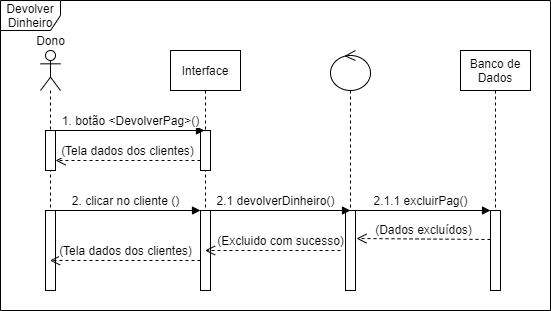 Devolver
Dinheiro
Dono
Interface
Banco de
Dados
1. botão <DevolverPag>()
(Tela dados dos clientes)
2. clicar no cliente ()
2.1 devolverDinheiro()
2.1.1 excluirPag()
(Dados excluídos)
(Excluido com sucesso)
(Tela dados dos clientes)